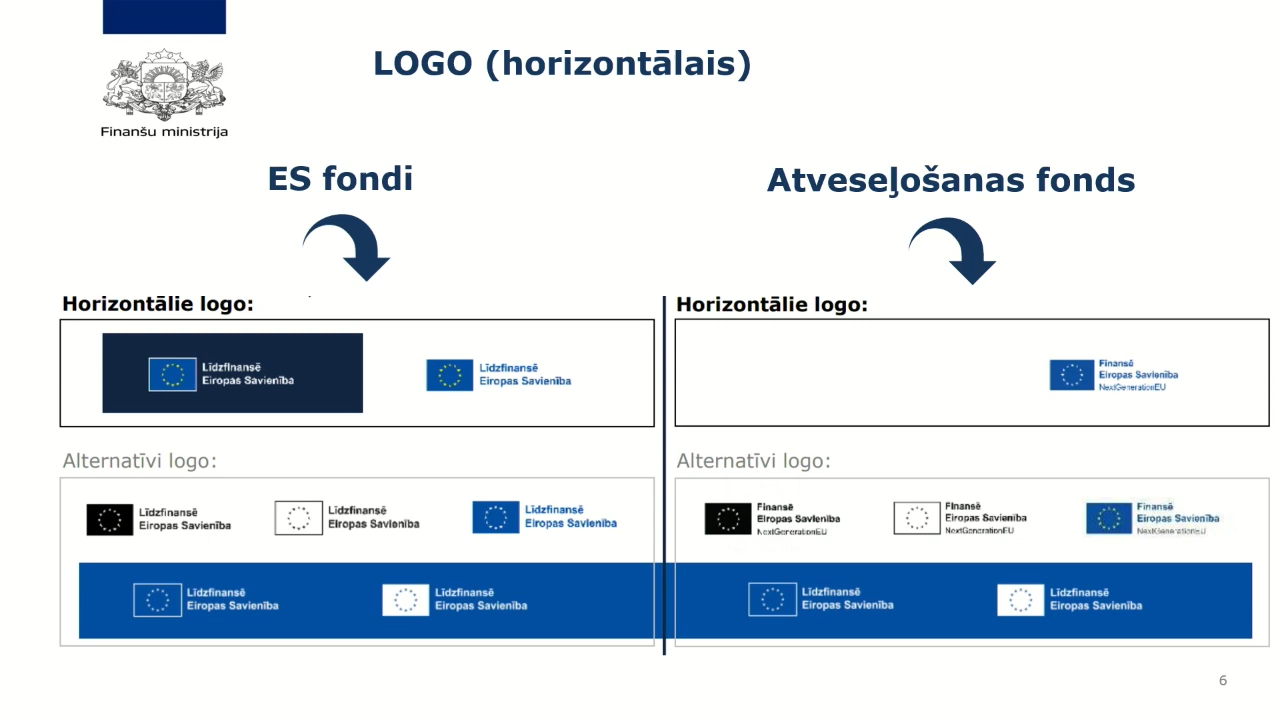 Finanšu ministrija
LOGO (horizontālais)
ES fondi
Horizontālie logo:
Līdzfinansē
Eiropas Savienība
Līdzfinansē
Eiropas Savienība
Alternatīvi logo:
Līdzfinansē
Eiropas Savienība
Līdzfinansē
Eiropas Savienība
Līdzfinansē
Eiropas Savienība
Līdzfinansē
Eiropas Savienība
Līdzfinansē
Eiropas Savienība
Atveseļošanas fonds
Horizontālie logo:
Finansē
Eiropas Savienība
NextGenerationEU
Alternatīvi logo:
Finansē
Eiropas Savienība
NextGenerationEU
Finansē
Eiropas Savienība
NextGenerationEU
Finansē
Eiropas Savienība
NextGenerationEU
Līdzfinansē
Eiropas Savienība
Līdzfinansē
Eiropas Savienība
6